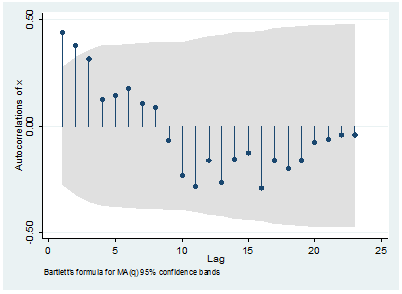 Autocorrelations of x
0.50
0.00
-0.50
0 5 10 15 20 25
Lag
Bartlett's formula for MA(q) 95% confidence bands